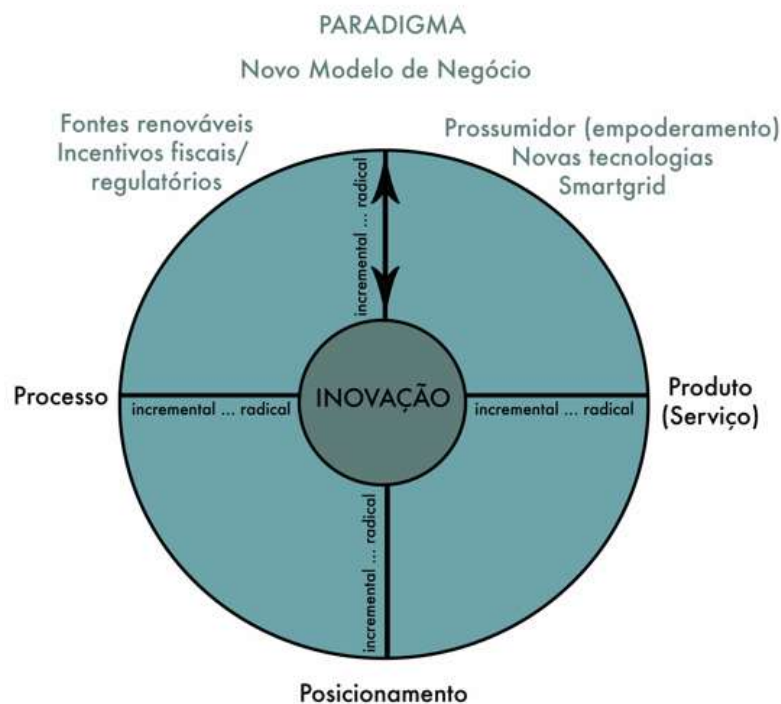 PARADIGMA
Novo Modelo de Negócio
Fontes renováveis
Incentivos fiscais/
regulatórios
Prossumidor (empoderamento)
Novas tecnologias
Smartgrid
incremental ... radical
Processo
incremental ... radical
INOVAÇÃO
incremental ... radical
Produto
(Serviço)
incremental ... radical
Posicionamento